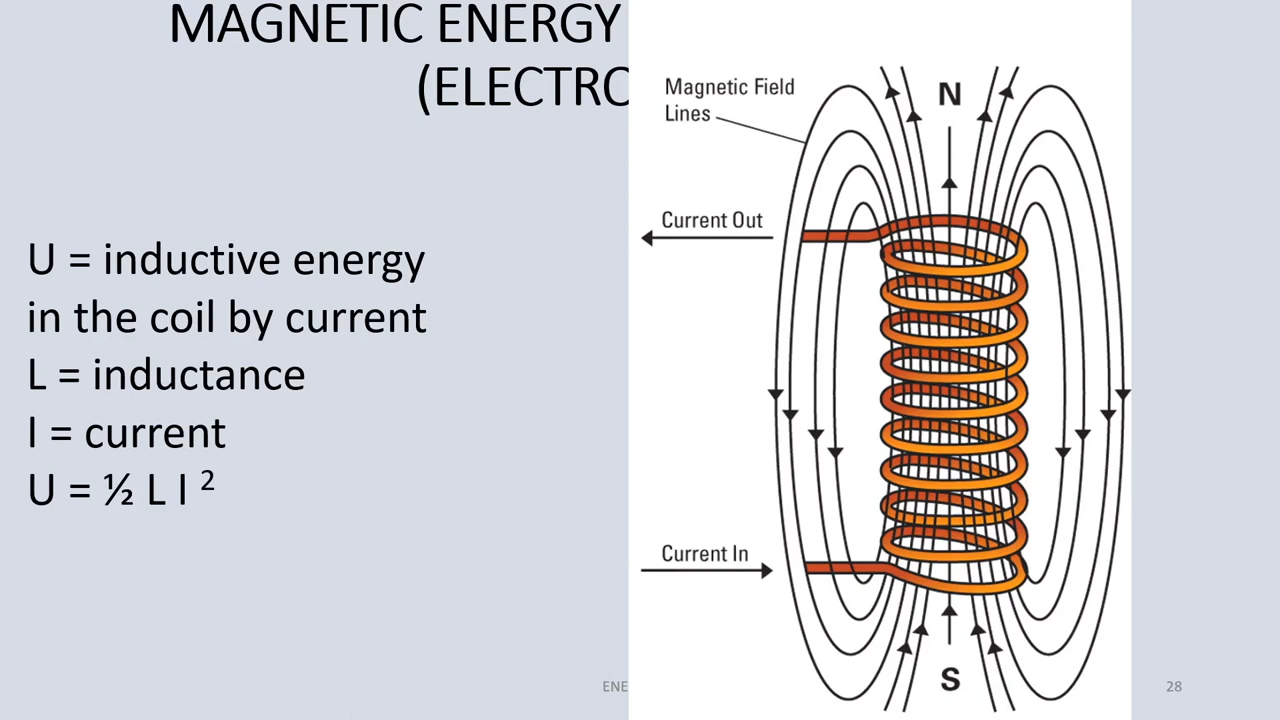 MAGNETIC ENERGY
(ELECTRO
Magnetic Field
Lines
N
Current Out
U = inductive energy
in the coil by current
L = inductance
I = current
U = ½ L I ²
Current In
S
ENE
28